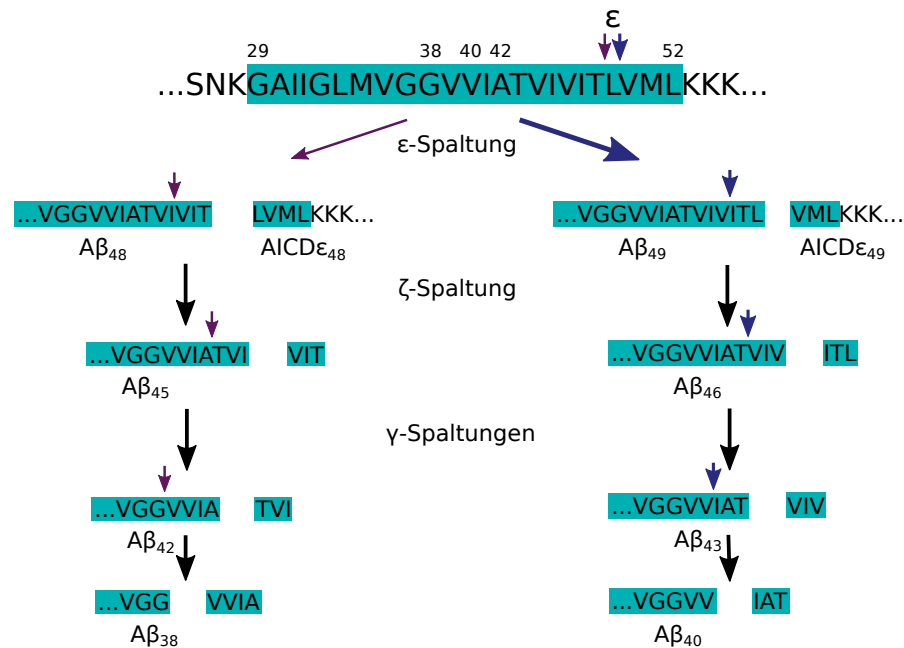 ε
29 38 40 42 52
...SNKGAIIGLMVGGVVIATVIVITLVMLKKK...
ε-Spaltung
...VGGVVIATVIVIT LVMLKKK... ...VGGVVIATVIVITL VMLKKK...
Aβ48 AICDε48 Aβ49 AICDε49
ζ-Spaltung
...VGGVVIATVI VIT ...VGGVVIATVIV ITL
Aβ45 Aβ46
γ-Spaltungen
...VGGVVIA TVI ...VGGVVIAT VIV
Aβ42 Aβ43
...VGG VVIA ...VGGVV IAT
Aβ38 Aβ40